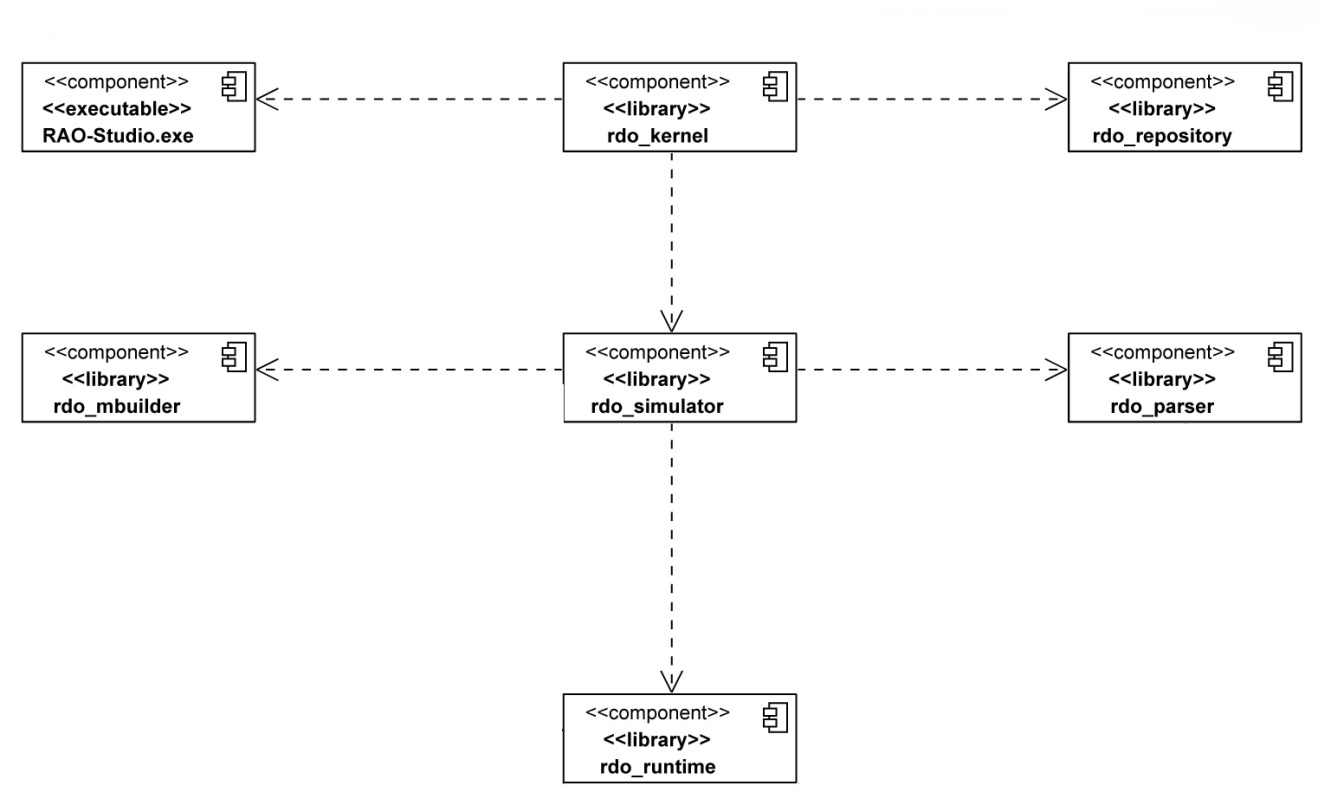 <<component>>
<<executable>>
RAO-Studio.exe
<<component>>
<<library>>
rdo_kernel
<<component>>
<<library>>
rdo_repository
<<component>>
<<library>>
rdo_mbuilder
<<component>>
<<library>>
rdo_simulator
<<component>>
<<library>>
rdo_parser
<<component>>
<<library>>
rdo_runtime